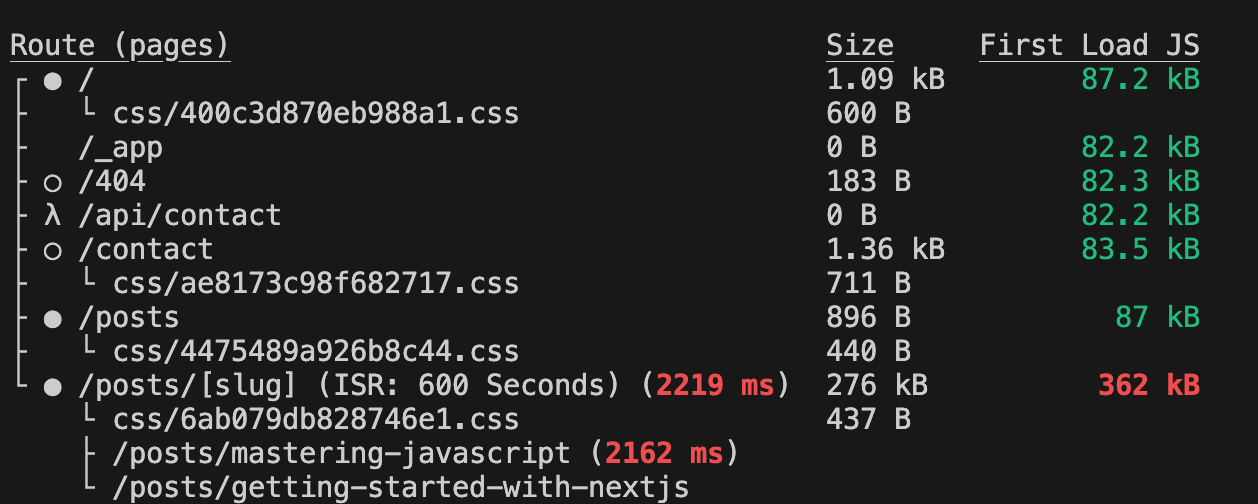 Route (pages) Size First Load JS
┌ ● / 1.09 kB 87.2 kB
├   └ css/400c3d870eb988a1.css 600 B
├   /_app 0 B 82.2 kB
├ ○ /404 183 B 82.3 kB
├ λ /api/contact 0 B 82.2 kB
├ ○ /contact 1.36 kB 83.5 kB
├   └ css/ae8173c98f682717.css 711 B
├ ● /posts 896 B 87 kB
├   └ css/4475489a926b8c44.css 440 B
└ ● /posts/[slug] (ISR: 600 Seconds) (2219 ms) 276 kB 362 kB
    └ css/6ab079db828746e1.css 437 B
    ├ /posts/mastering-javascript (2162 ms)
    └ /posts/getting-started-with-nextjs